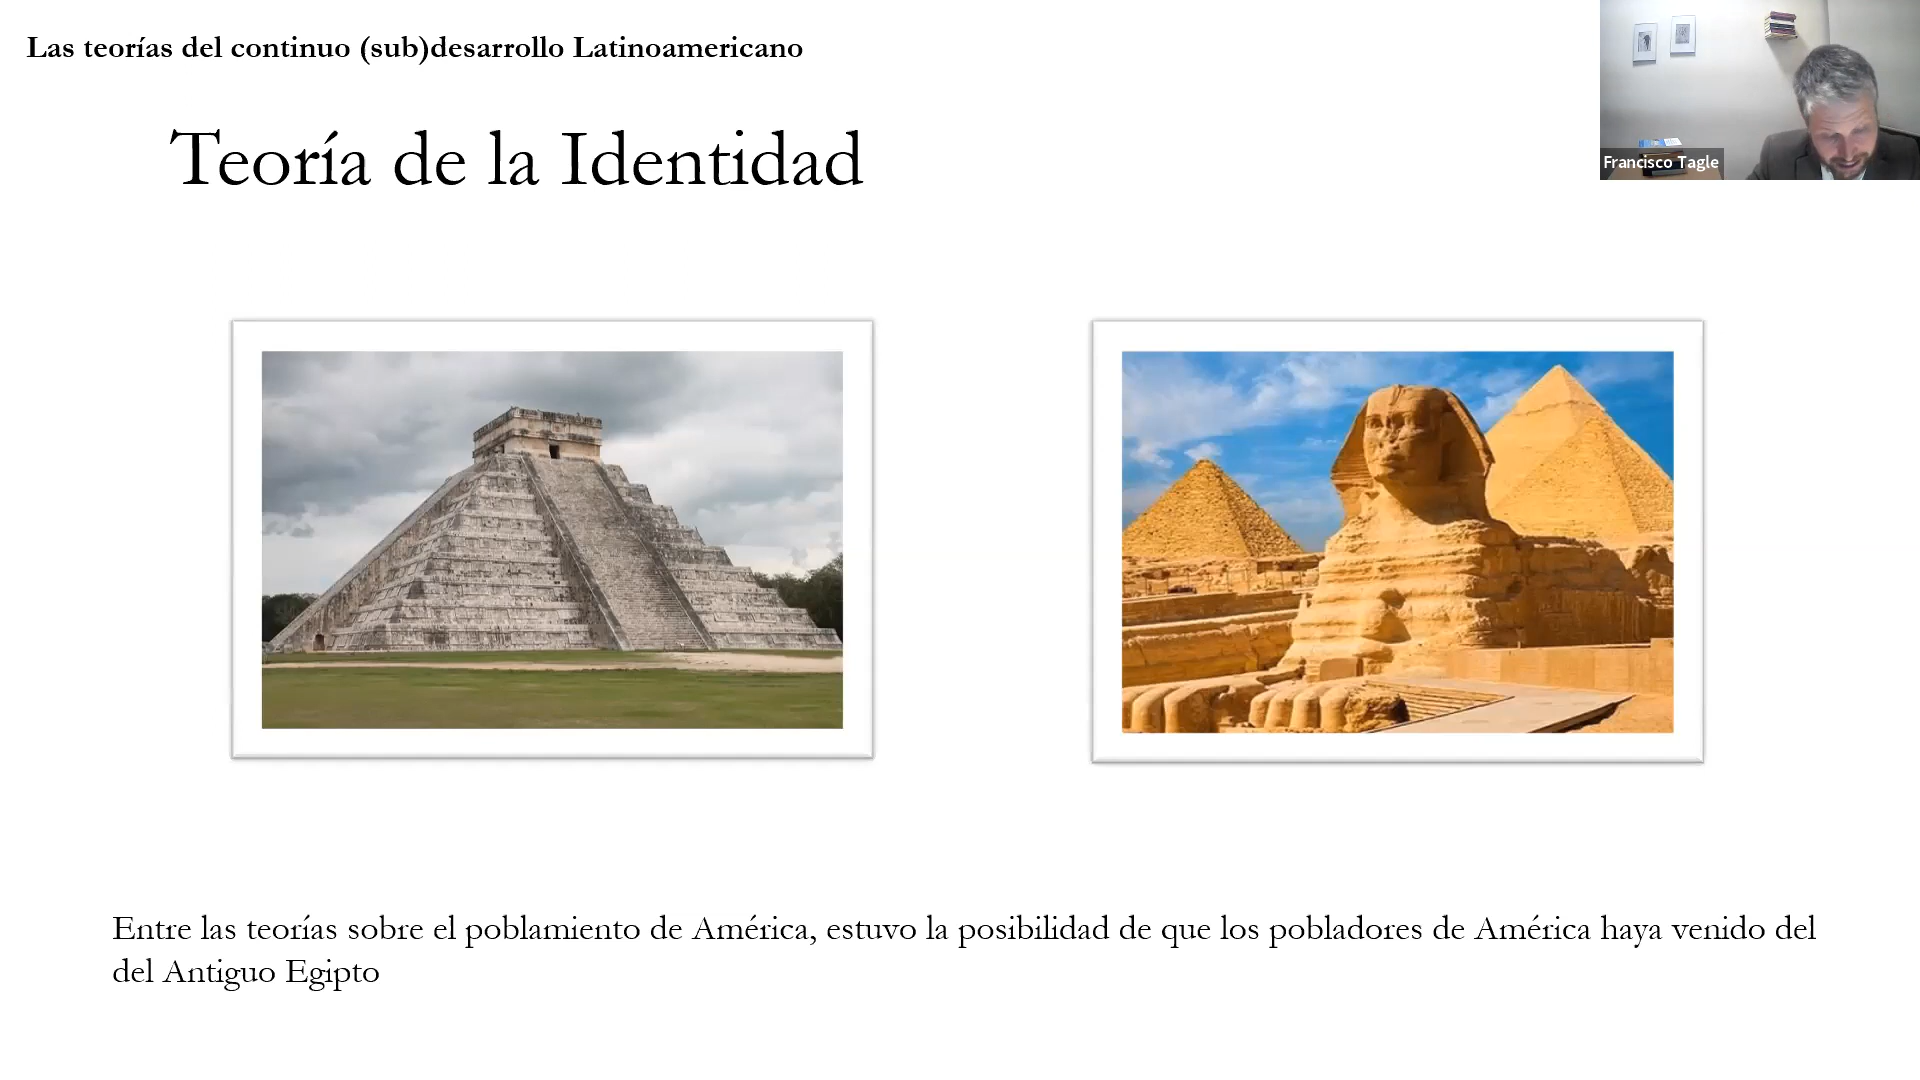 Las teorías del continuo (sub)desarrollo Latinoamericano
Teoría de la Identidad
Francisco Tagle
Entre las teorías sobre el poblamiento de América, estuvo la posibilidad de que los pobladores de América haya venido del
del Antiguo Egipto